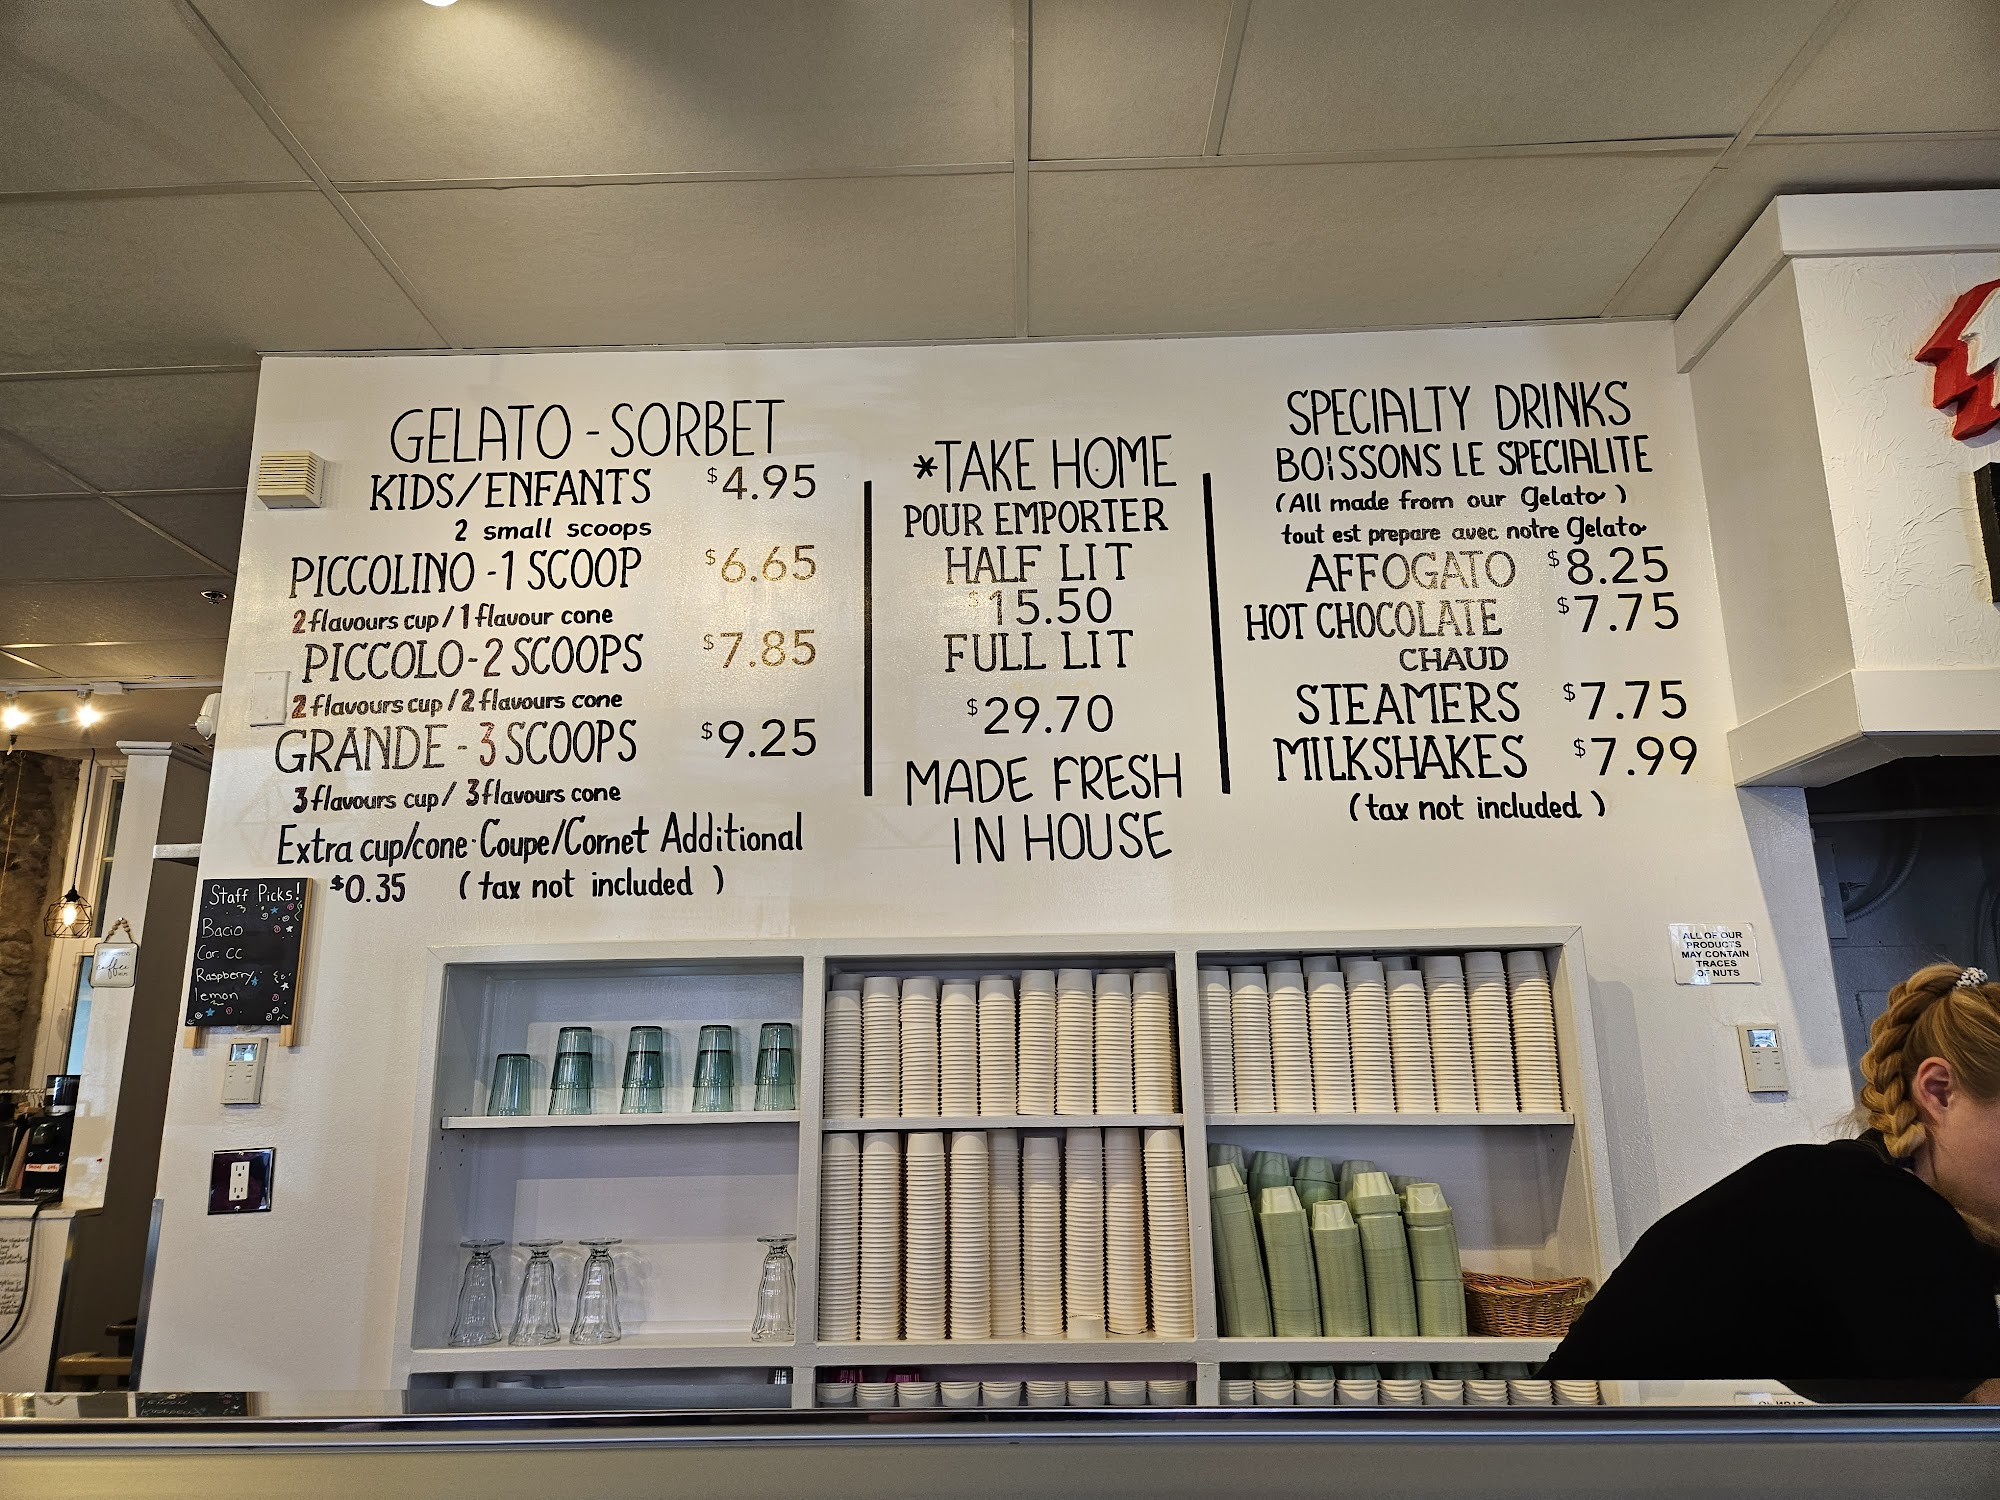 GELATO - SORBET
KIDS/ENFANTS $4.95
2 small scoops
PICCOLINO - 1 SCOOP $6.65
2 flavours cup / 1 flavour cone
PICCOLO - 2 SCOOPS $7.85
2 flavours cup / 2 flavours cone
GRANDE - 3 SCOOPS $9.25
3 flavours cup / 3 flavours cone
Extra cup/cone · Coupe/Cornet Additional
$0.35 ( tax not included )
*TAKE HOME
POUR EMPORTER
HALF LIT
$15.50
FULL LIT
$29.70
MADE FRESH
IN HOUSE
SPECIALTY DRINKS
BOISSONS LE SPECIALITE
(All made from our Gelato )
tout est prepare avec notre Gelato
AFFOGATO $8.25
HOT CHOCOLATE $7.75
CHAUD
STEAMERS $7.75
MILKSHAKES $7.99
( tax not included )
Staff Picks!
Bacio
Car. CC
Raspberry
lemon
coffee
ALL OF OUR
PRODUCTS
MAY CONTAIN
TRACES
OF NUTS